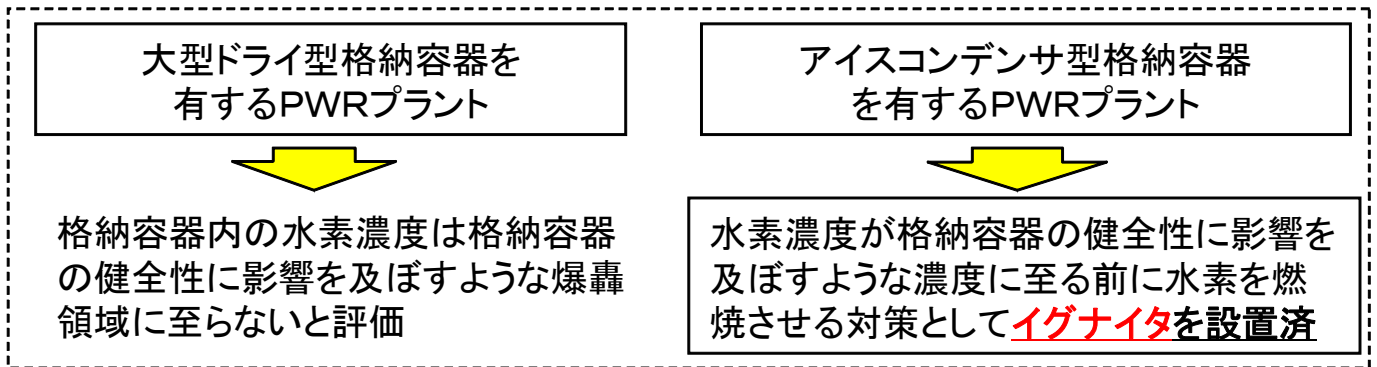 大型ドライ型格納容器を
有するPWRプラント
格納容器内の水素濃度は格納容器
の健全性に影響を及ぼすような爆轟
領域に至らないと評価
アイスコンデンサ型格納容器
を有するPWRプラント
水素濃度が格納容器の健全性に影響を
及ぼすような濃度に至る前に水素を燃
焼させる対策としてイグナイタを設置済